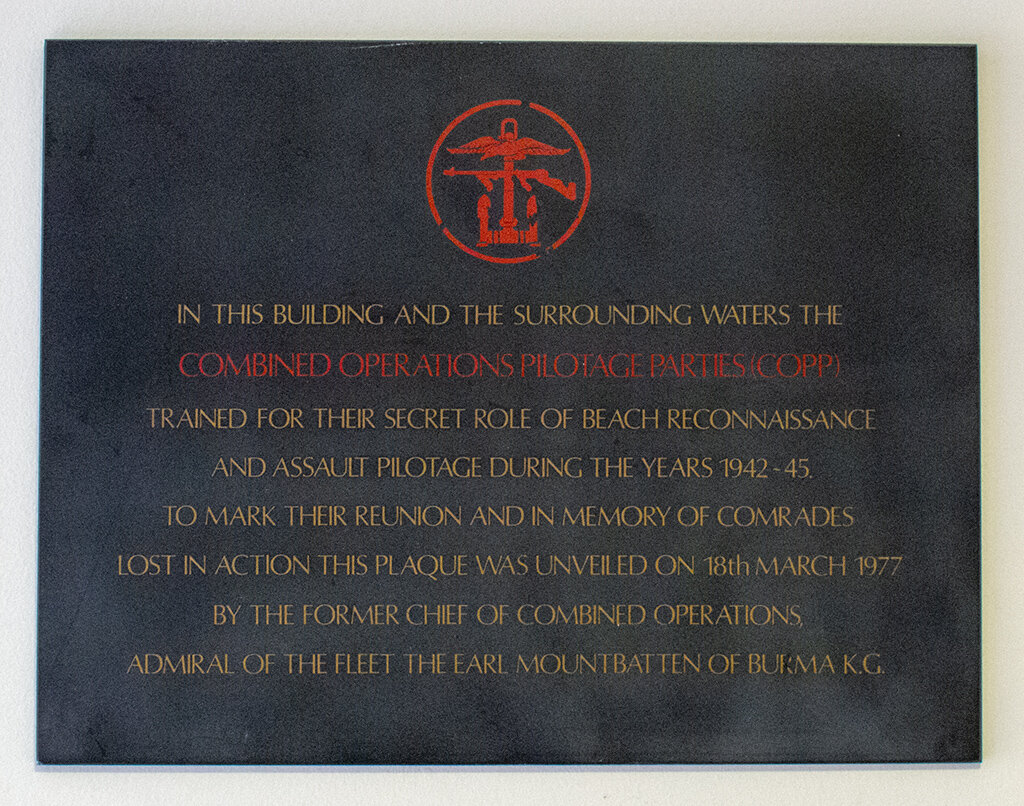 IN THIS BUILDING AND THE SURROUNDING WATERS THE
COMBINED OPERATIONS PILOTAGE PARTIES (COPP)
TRAINED FOR THEIR SECRET ROLE OF BEACH RECONNAISSANCE
AND ASSAULT PILOTAGE DURING THE YEARS 1942-45.
TO MARK THEIR REUNION AND IN MEMORY OF COMRADES
LOST IN ACTION THIS PLAQUE WAS UNVEILED ON 18th MARCH 1977
BY THE FORMER CHIEF OF COMBINED OPERATIONS,
ADMIRAL OF THE FLEET THE EARL MOUNTBATTEN OF BURMA K.G.